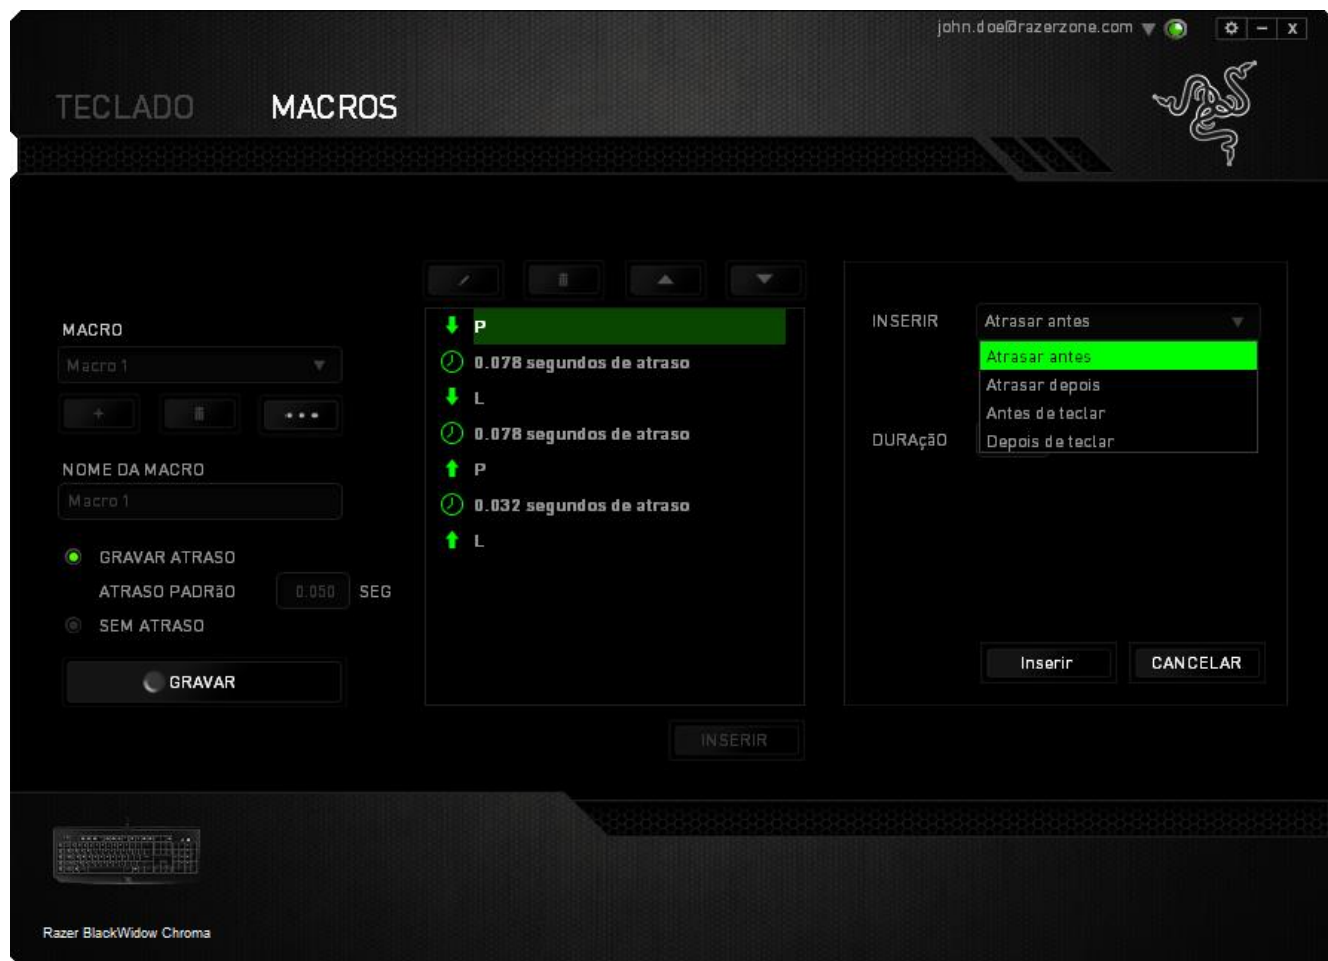 john.doe@razerzone.com
TECLADO MACROS
MACRO
Macro 1
NOME DA MACRO
Macro 1
GRAVAR ATRASO
ATRASO PADRãO 0.050 SEG
SEM ATRASO
GRAVAR
P
0.078 segundos de atraso
L
0.078 segundos de atraso
P
0.032 segundos de atraso
L
INSERIR
INSERIR Atrasar antes
Atrasar antes
Atrasar depois
Antes de teclar
Depois de teclar
DURAçãO
Inserir CANCELAR
Razer BlackWidow Chroma